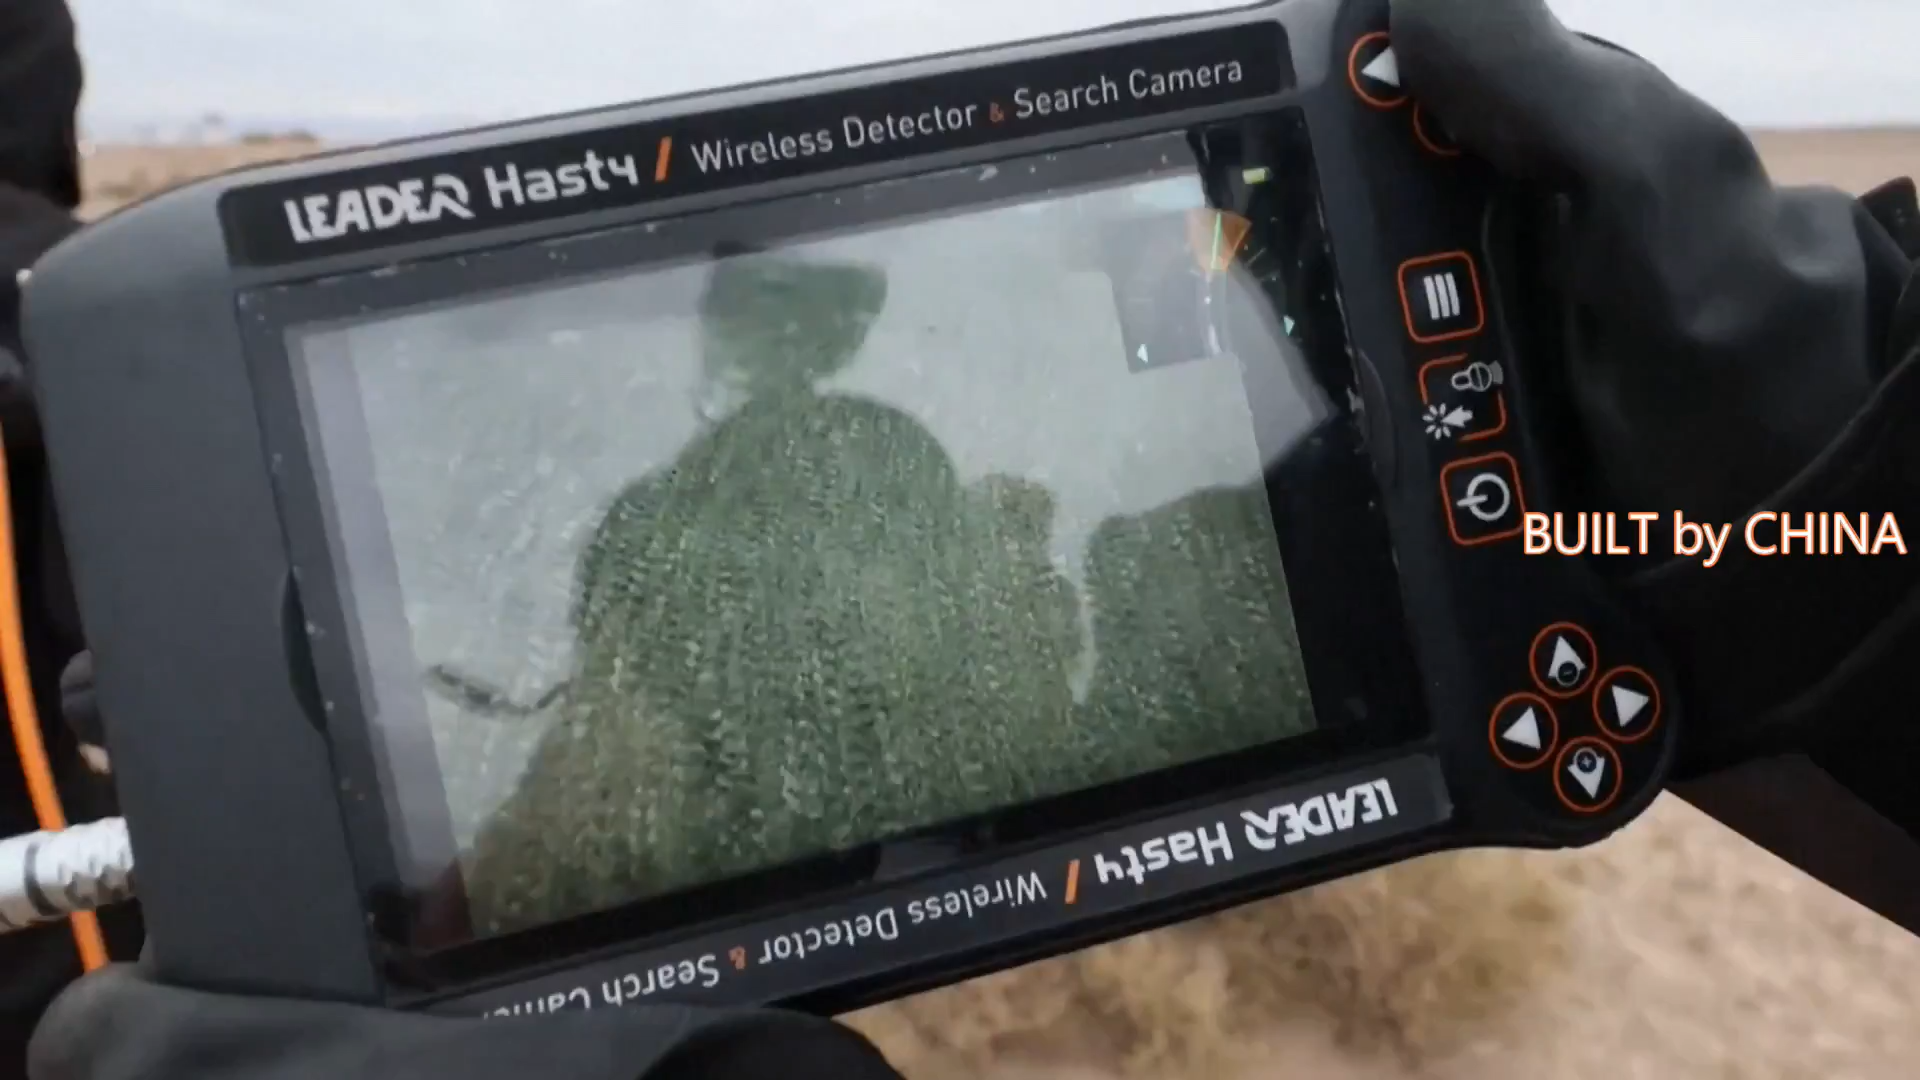 LEADER Hasty / Wireless Detector & Search Camera
BUILT by CHINA
LEADER Hasty / Wireless Detector & Search